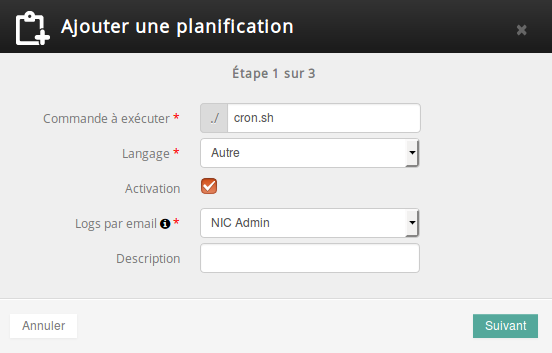 Ajouter une planification
Étape 1 sur 3
Commande à exécuter * ./ cron.sh
Langage * Autre
Activation
Logs par email * NIC Admin
Description
Annuler Suivant